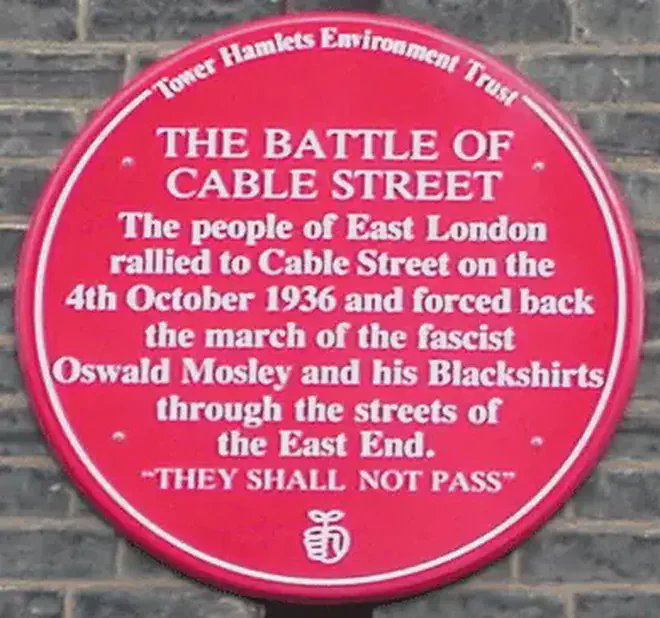 Tower Hamlets Environment Trust
THE BATTLE OF
CABLE STREET
The people of East London
rallied to Cable Street on the
4th October 1936 and forced back
the march of the fascist
Oswald Mosley and his Blackshirts
through the streets of
the East End.
"THEY SHALL NOT PASS"